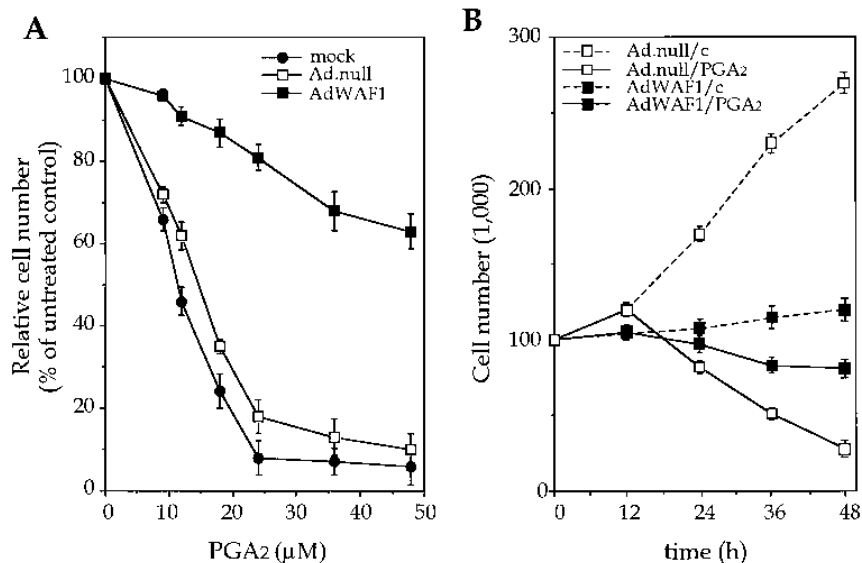 A
mock
Ad.null
AdWAF1
Relative cell number
(% of untreated control)
100
80
60
40
20
0
0 10 20 30 40 50
PGA2 (µM)
B
Ad.null/c
Ad.null/PGA2
AdWAF1/c
AdWAF1/PGA2
Cell number (1,000)
300
200
100
0
0 12 24 36 48
time (h)